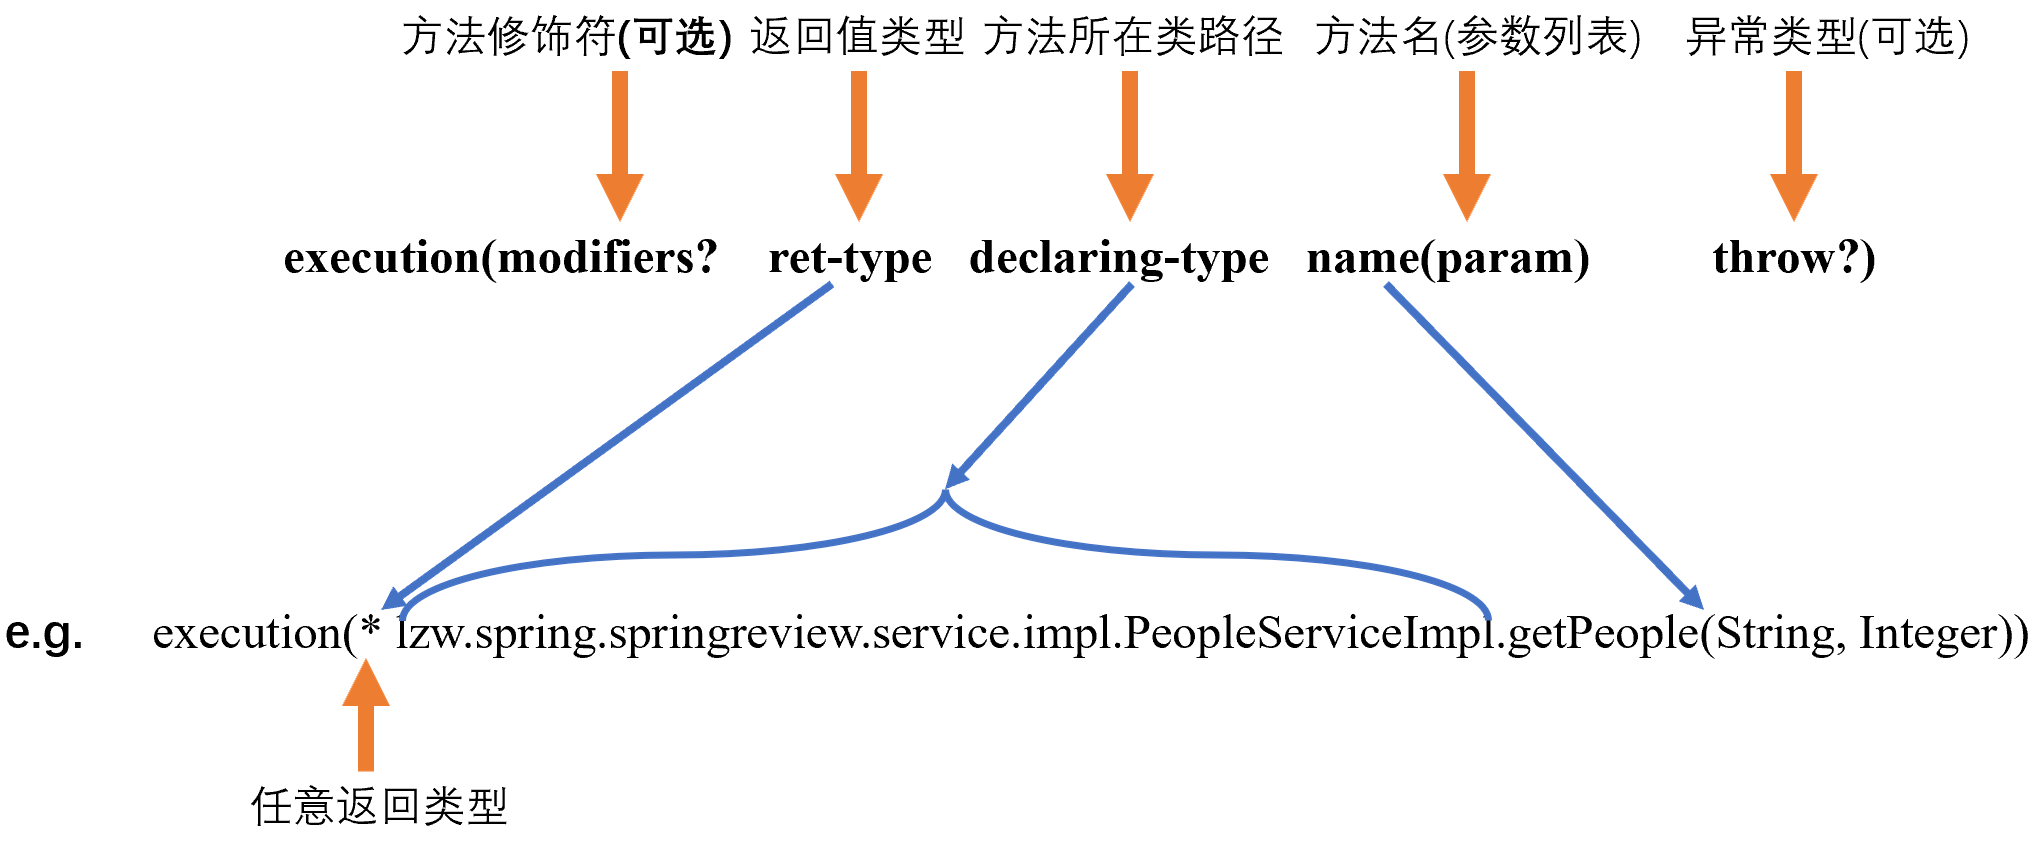 方法修饰符(可选) 返回值类型 方法所在类路径 方法名(参数列表) 异常类型(可选)
execution(modifiers? ret-type declaring-type name(param) throw?)
e.g. execution(* lzw.spring.springreview.service.impl.PeopleServiceImpl.getPeople(String, Integer))
任意返回类型